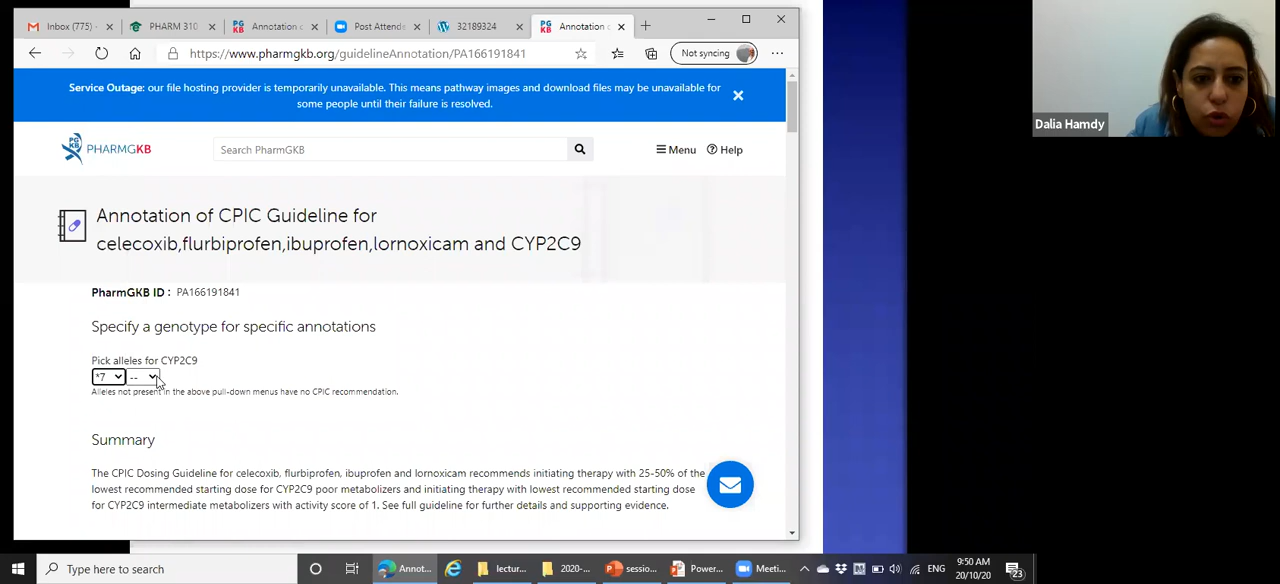 Inbox (775) -
PHARM 310
Annotation o
Post Attende
32189324
Annotation o
https://www.pharmgkb.org/guidelineAnnotation/PA166191841
Not syncing
Service Outage: our file hosting provider is temporarily unavailable. This means pathway images and download files may be unavailable for
some people until their failure is resolved.
PHARMGKB
Search PharmGKB
Menu
Help
Annotation of CPIC Guideline for
celecoxib,flurbiprofen,ibuprofen,lornoxicam and CYP2C9
PharmGKB ID : PA166191841
Specify a genotype for specific annotations
Pick alleles for CYP2C9
*7 --
Alleles not present in the above pull-down menus have no CPIC recommendation.
Summary
The CPIC Dosing Guideline for celecoxib, flurbiprofen, ibuprofen and lornoxicam recommends initiating therapy with 25-50% of the
lowest recommended starting dose for CYP2C9 poor metabolizers and initiating therapy with lowest recommended starting dose
for CYP2C9 intermediate metabolizers with activity score of 1. See full guideline for further details and supporting evidence.
Dalia Hamdy
Type here to search
Annot...
lectur...
2020-...
sessio...
Power...
Meeti...
ENG
9:50 AM
20/10/20
23